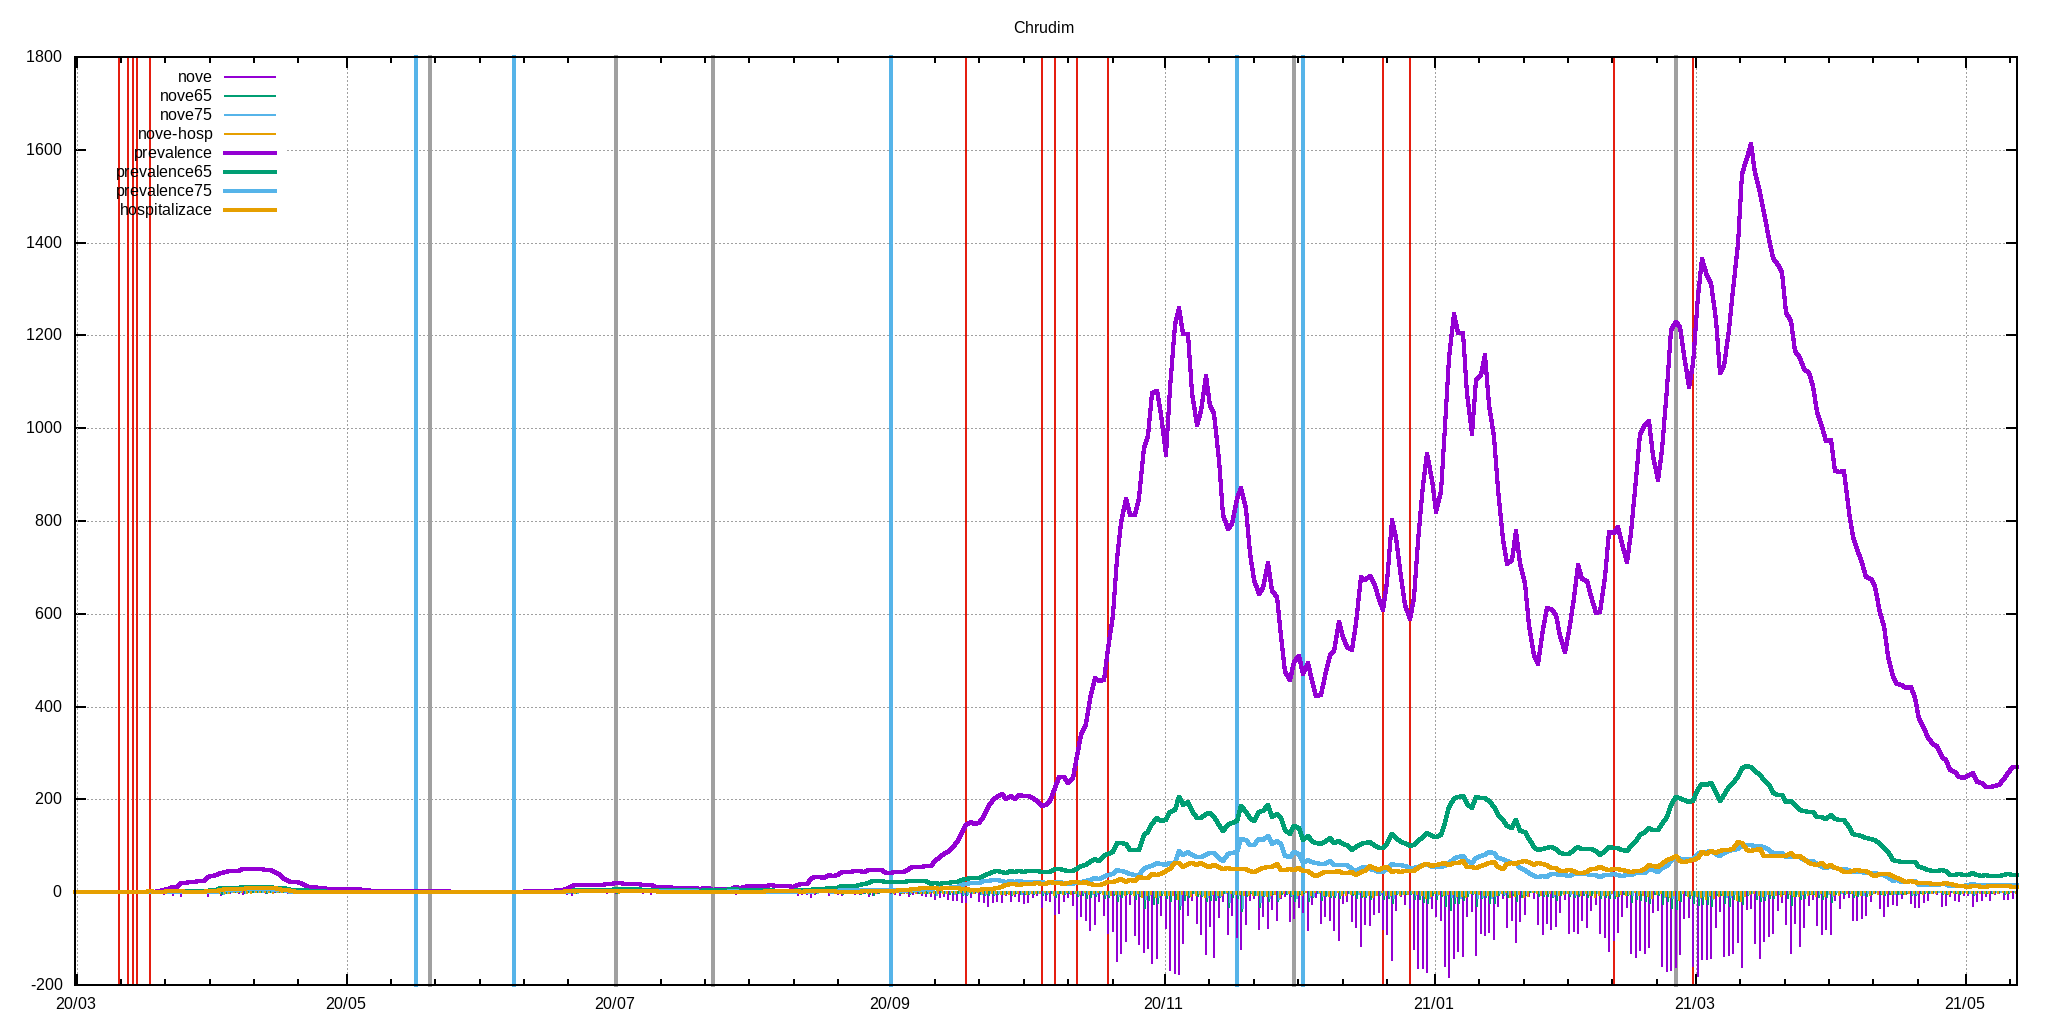 Chrudim
1800
1600
1400
1200
1000
800
600
400
200
0
-200
nove
nove65
nove75
nove-hosp
prevalence
prevalence65
prevalence75
hospitalizace
20/03 20/05 20/07 20/09 20/11 21/01 21/03 21/05